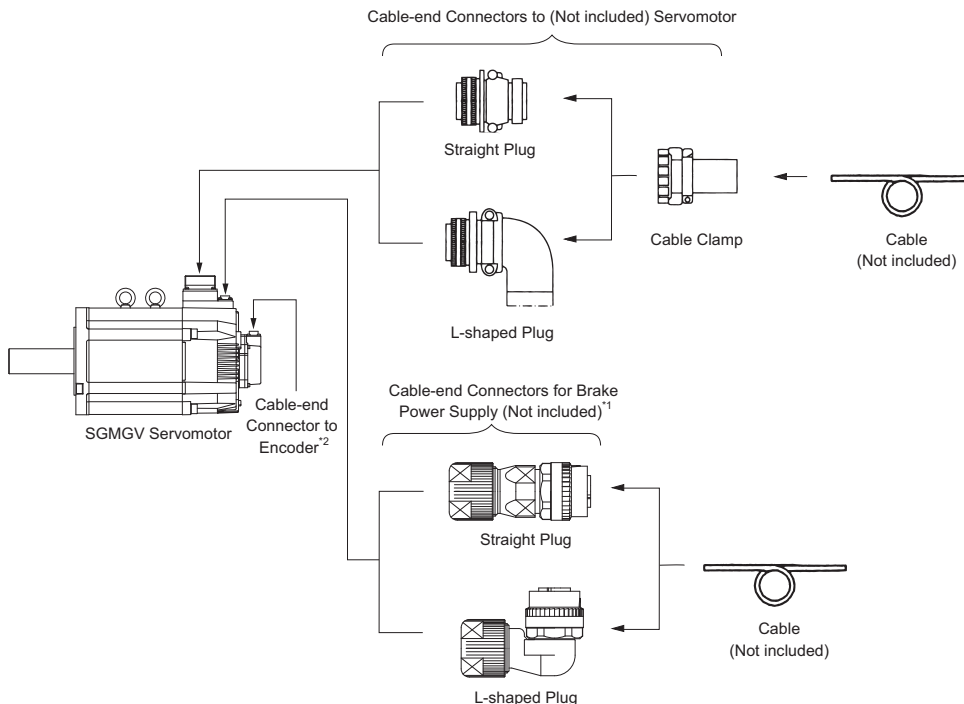 Cable-end Connectors to (Not included) Servomotor
Straight Plug
Cable Clamp
Cable
(Not included)
L-shaped Plug
SGMGV Servomotor
Cable-end
Connector to
Encoder*2
Cable-end Connectors for Brake
Power Supply (Not included)*1
Straight Plug
Cable
(Not included)
L-shaped Plug